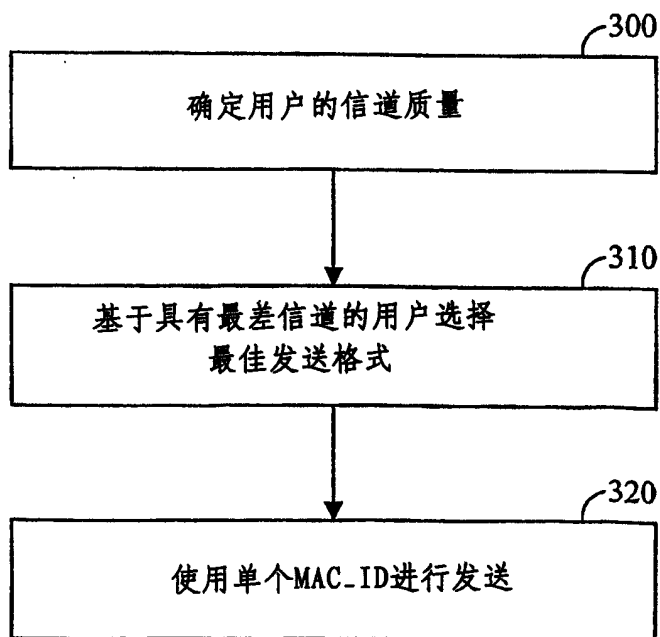 300
确定用户的信道质量
310
基于具有最差信道的用户选择
最佳发送格式
320
使用单个MAC_ID进行发送